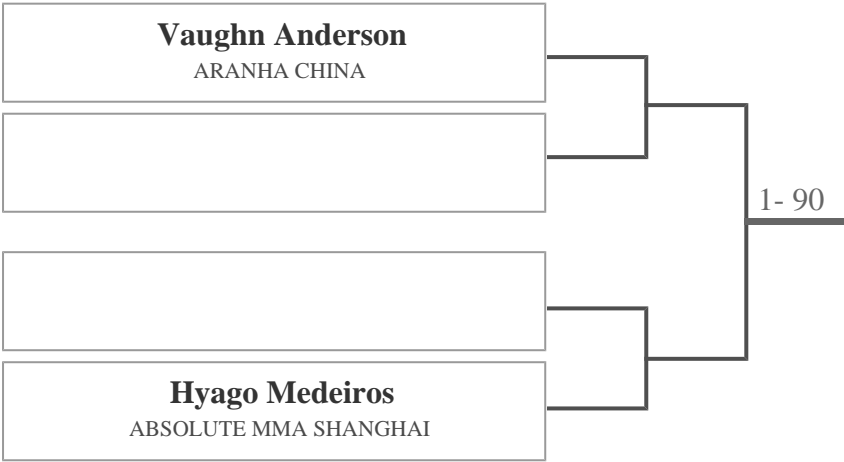 Vaughn Anderson
ARANHA CHINA
1- 90
Hyago Medeiros
ABSOLUTE MMA SHANGHAI